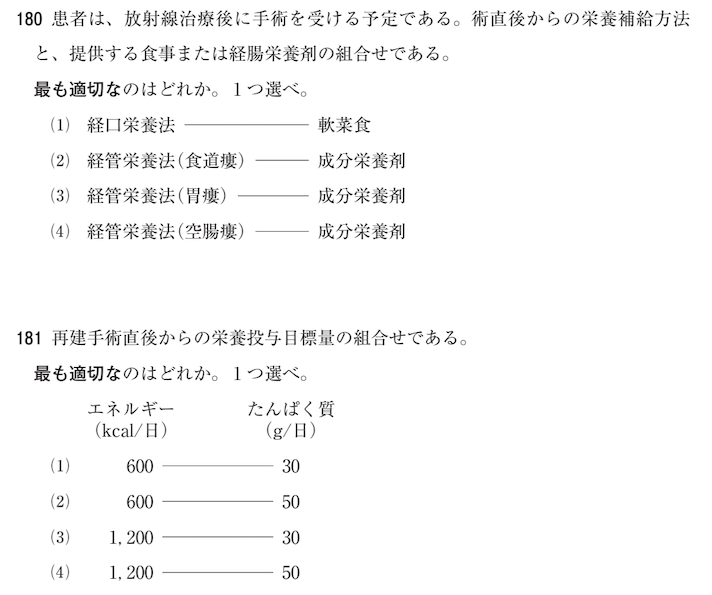 180 患者は、放射線治療後に手術を受ける予定である。術直後からの栄養補給方法
と、提供する食事または経腸栄養剤の組合せである。
最も適切なのはどれか。1つ選べ。
(1) 経口栄養法 ――――――― 軟菜食
(2) 経管栄養法(食道瘻) ――― 成分栄養剤
(3) 経管栄養法(胃瘻) ―――― 成分栄養剤
(4) 経管栄養法(空腸瘻) ――― 成分栄養剤
181 再建手術直後からの栄養投与目標量の組合せである。
最も適切なのはどれか。1つ選べ。
エネルギー たんぱく質
(kcal/日) (g/日)
(1) 600 ―――――― 30
(2) 600 ―――――― 50
(3) 1,200 ―――――― 30
(4) 1,200 ―――――― 50